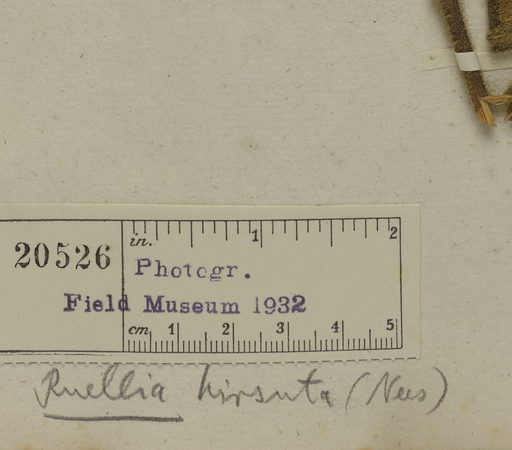 in. 1 2
20526
Photogr.
Field Museum 1932
cm 1 2 3 4 5
Ruellia hirsuta (Nees)